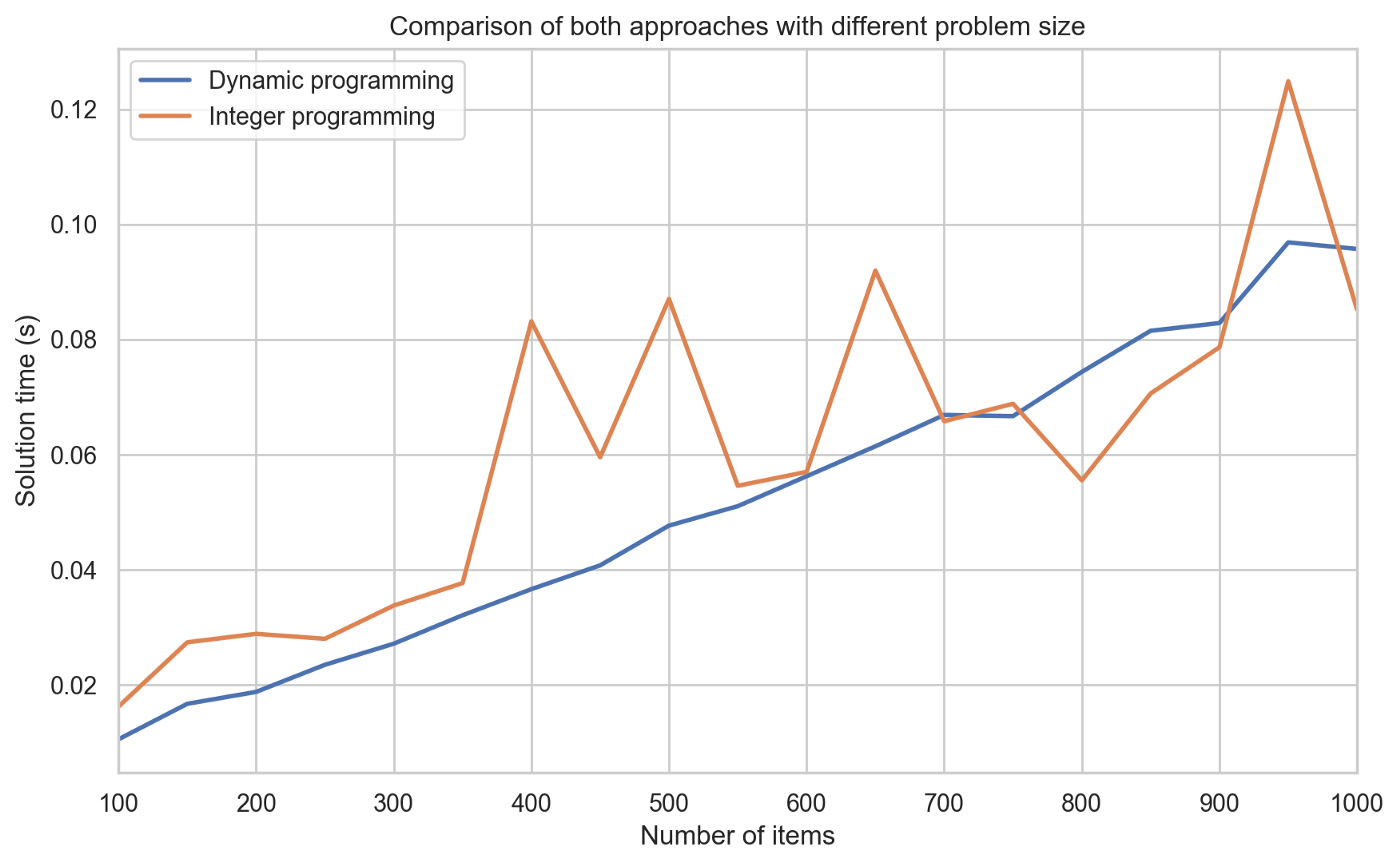 Comparison of both approaches with different problem size
Dynamic programming
Integer programming
0.12
0.10
0.08
0.06
0.04
0.02
Solution time (s)
100 200 300 400 500 600 700 800 900 1000
Number of items